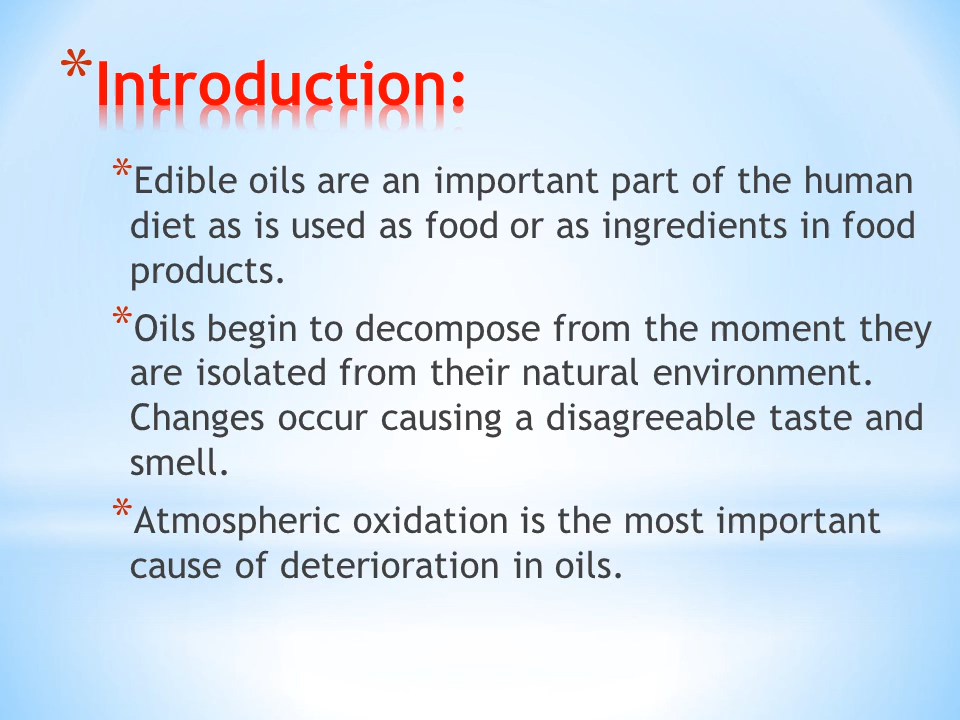 * Introduction:
* Edible oils are an important part of the human
diet as is used as food or as ingredients in food
products.
* Oils begin to decompose from the moment they
are isolated from their natural environment.
Changes occur causing a disagreeable taste and
smell.
* Atmospheric oxidation is the most important
cause of deterioration in oils.